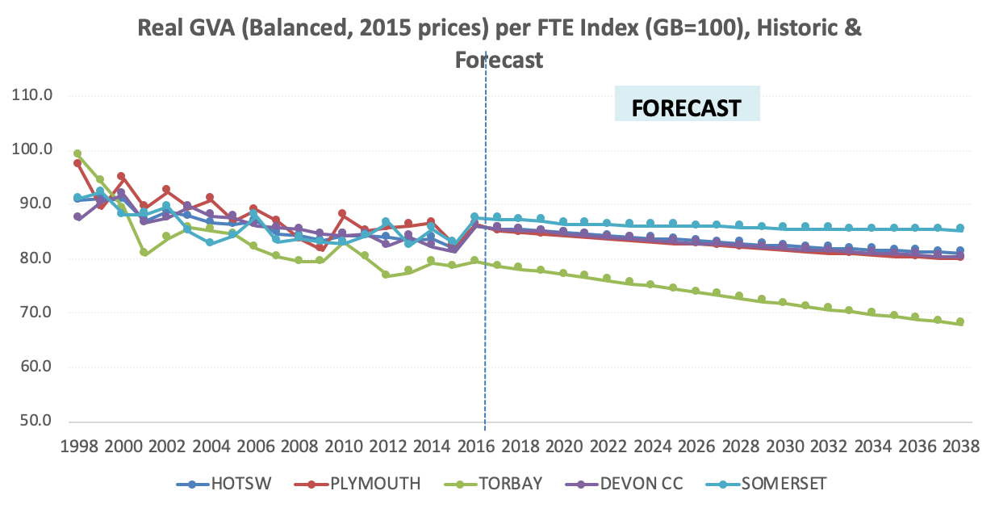 Real GVA (Balanced, 2015 prices) per FTE Index (GB=100), Historic &
Forecast
110.0
FORECAST
100.0
90.0
80.0
70.0
60.0
50.0
1998 2000 2002 2004 2006 2008 2010 2012 2014 2016 2018 2020 2022 2024 2026 2028 2030 2032 2034 2036 2038
HOTSW PLYMOUTH TORBAY DEVON CC SOMERSET